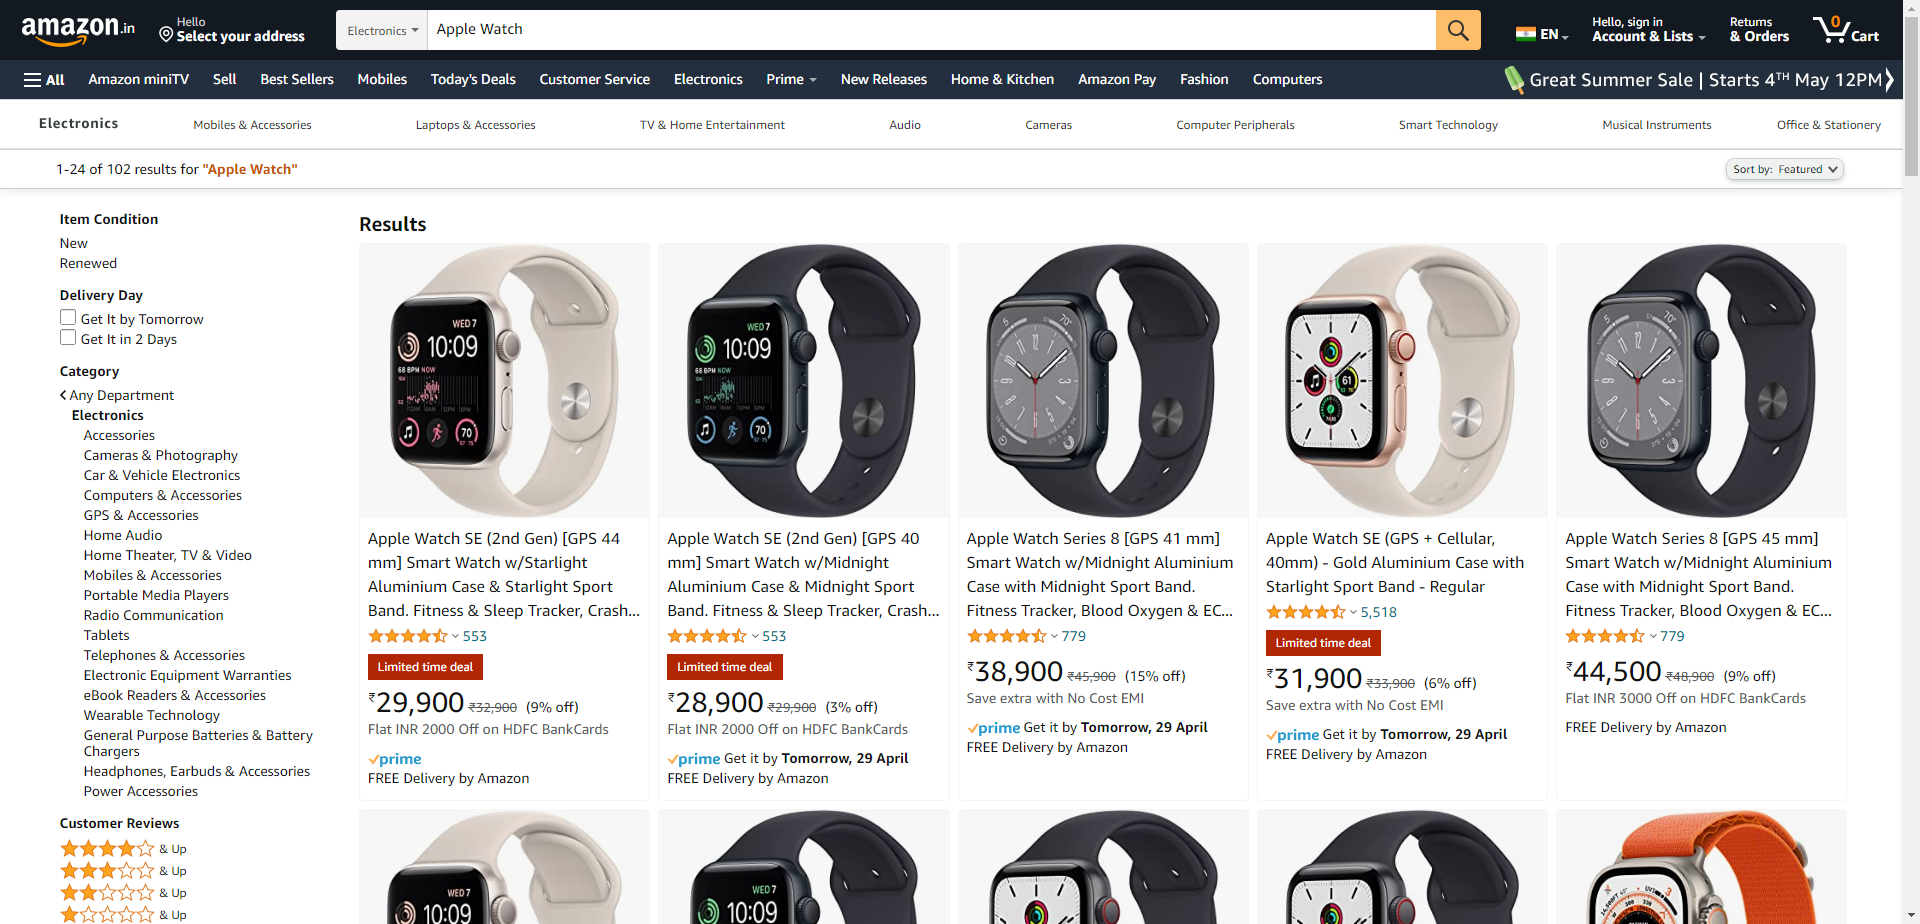 amazon.in
Hello
Select your address
Electronics
Apple Watch
EN
Hello, sign in
Account & Lists
Returns
& Orders
0
Cart
All
Amazon miniTV
Sell
Best Sellers
Mobiles
Today's Deals
Customer Service
Electronics
Prime
New Releases
Home & Kitchen
Amazon Pay
Fashion
Computers
Great Summer Sale | Starts 4TH May 12PM
Electronics
Mobiles & Accessories
Laptops & Accessories
TV & Home Entertainment
Audio
Cameras
Computer Peripherals
Smart Technology
Musical Instruments
Office & Stationery
1-24 of 102 results for "Apple Watch"
Sort by: Featured
Item Condition
New
Renewed
Delivery Day
Get It by Tomorrow
Get It in 2 Days
Category
Any Department
Electronics
Accessories
Cameras & Photography
Car & Vehicle Electronics
Computers & Accessories
GPS & Accessories
Home Audio
Home Theater, TV & Video
Mobiles & Accessories
Portable Media Players
Radio Communication
Tablets
Telephones & Accessories
Electronic Equipment Warranties
eBook Readers & Accessories
Wearable Technology
General Purpose Batteries & Battery
Chargers
Headphones, Earbuds & Accessories
Power Accessories
Customer Reviews
& Up
& Up
& Up
& Up
Results
WED 7
10:09
68 BPM NOW
70
Apple Watch SE (2nd Gen) [GPS 44
mm] Smart Watch w/Starlight
Aluminium Case & Starlight Sport
Band. Fitness & Sleep Tracker, Crash...
553
Limited time deal
₹29,900 ₹32,900 (9% off)
Flat INR 2000 Off on HDFC BankCards
prime
FREE Delivery by Amazon
WED 7
10:09
68 BPM NOW
70
Apple Watch SE (2nd Gen) [GPS 40
mm] Smart Watch w/Midnight
Aluminium Case & Midnight Sport
Band. Fitness & Sleep Tracker, Crash...
553
Limited time deal
₹28,900 ₹29,900 (3% off)
Flat INR 2000 Off on HDFC BankCards
prime Get it by Tomorrow, 29 April
FREE Delivery by Amazon
5
70°
Apple Watch Series 8 [GPS 41 mm]
Smart Watch w/Midnight Aluminium
Case with Midnight Sport Band.
Fitness Tracker, Blood Oxygen & EC...
779
₹38,900 ₹45,900 (15% off)
Save extra with No Cost EMI
prime Get it by Tomorrow, 29 April
FREE Delivery by Amazon
61
Apple Watch SE (GPS + Cellular,
40mm) - Gold Aluminium Case with
Starlight Sport Band - Regular
5,518
Limited time deal
₹31,900 ₹33,900 (6% off)
Save extra with No Cost EMI
prime Get it by Tomorrow, 29 April
FREE Delivery by Amazon
5
70°
Apple Watch Series 8 [GPS 45 mm]
Smart Watch w/Midnight Aluminium
Case with Midnight Sport Band.
Fitness Tracker, Blood Oxygen & EC...
779
₹44,500 ₹48,900 (9% off)
Flat INR 3000 Off on HDFC BankCards
FREE Delivery by Amazon
WED 7
10:09
WED 7
10:09